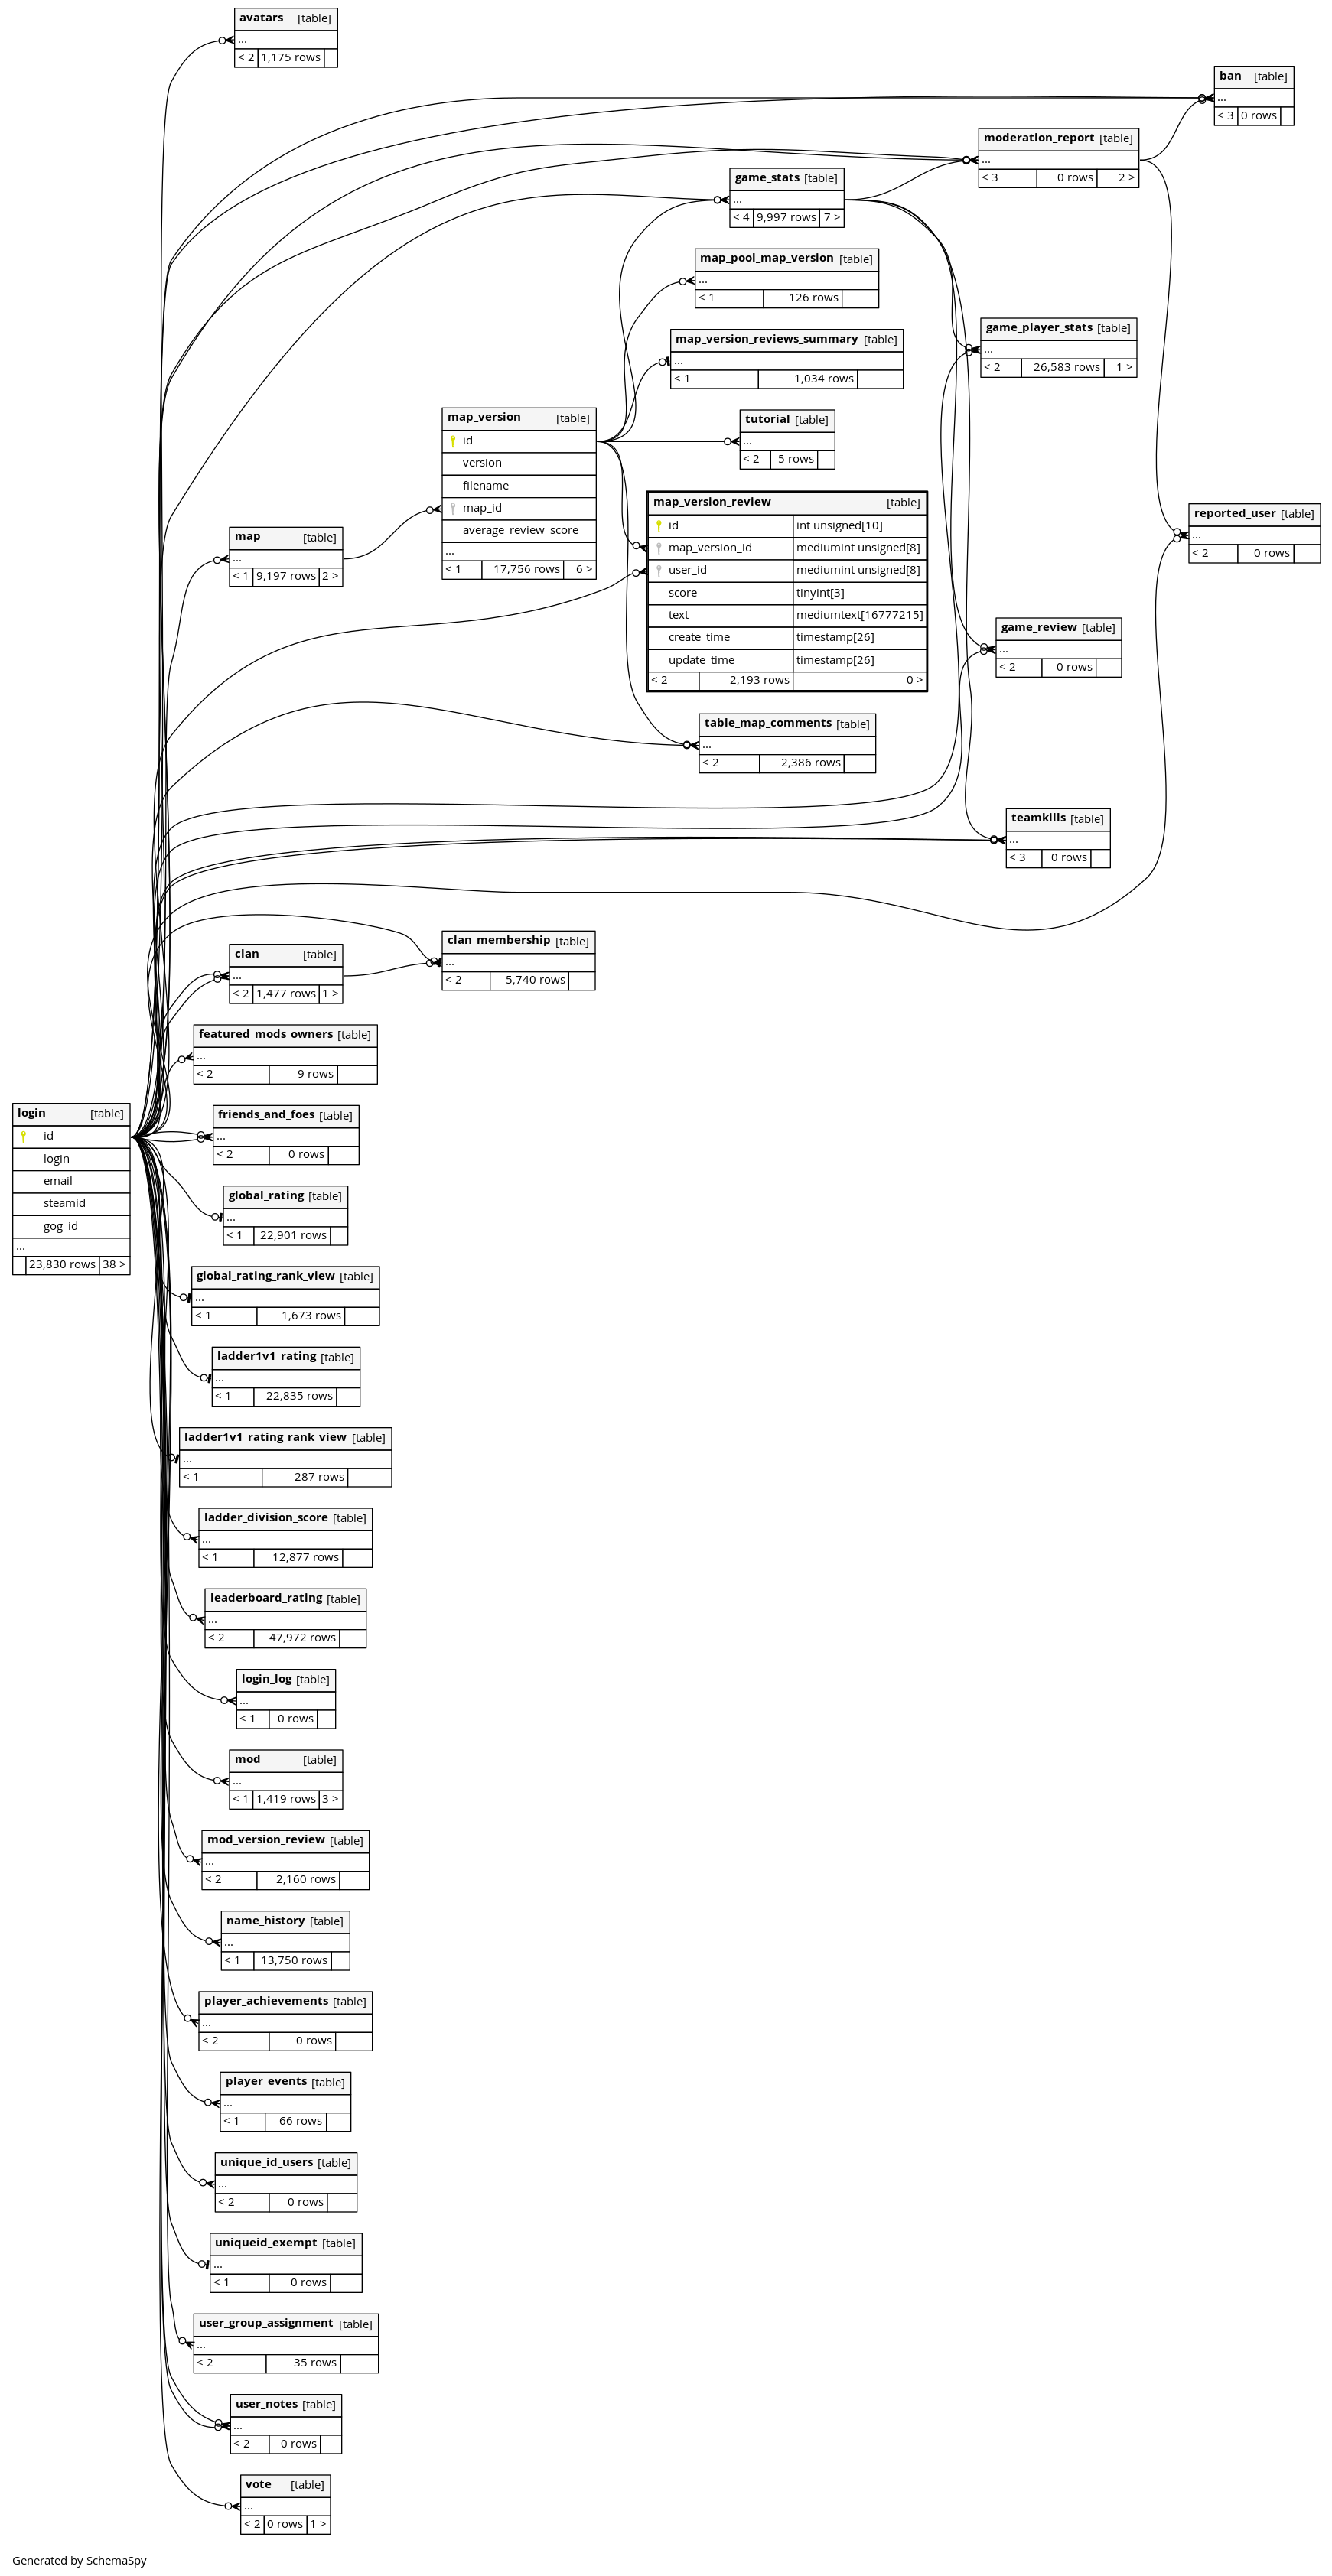 avatars [table]
...
< 2 1,175 rows
ban [table]
...
< 3 0 rows
moderation_report [table]
...
< 3 0 rows 2 >
game_stats [table]
...
< 4 9,997 rows 7 >
map_pool_map_version [table]
...
< 1 126 rows
game_player_stats [table]
...
< 2 26,583 rows 1 >
map_version_reviews_summary [table]
...
< 1 1,034 rows
map_version [table]
id
version
filename
map_id
average_review_score
...
< 1 17,756 rows 6 >
tutorial [table]
...
< 2 5 rows
map_version_review [table]
id int unsigned[10]
map_version_id mediumint unsigned[8]
user_id mediumint unsigned[8]
score tinyint[3]
text mediumtext[16777215]
create_time timestamp[26]
update_time timestamp[26]
< 2 2,193 rows 0 >
reported_user [table]
...
< 2 0 rows
map [table]
...
< 1 9,197 rows 2 >
game_review [table]
...
< 2 0 rows
table_map_comments [table]
...
< 2 2,386 rows
teamkills [table]
...
< 3 0 rows
clan_membership [table]
...
< 2 5,740 rows
clan [table]
...
< 2 1,477 rows 1 >
featured_mods_owners [table]
...
< 2 9 rows
login [table]
id
login
email
steamid
gog_id
...
23,830 rows 38 >
friends_and_foes [table]
...
< 2 0 rows
global_rating [table]
...
< 1 22,901 rows
global_rating_rank_view [table]
...
< 1 1,673 rows
ladder1v1_rating [table]
...
< 1 22,835 rows
ladder1v1_rating_rank_view [table]
...
< 1 287 rows
ladder_division_score [table]
...
< 1 12,877 rows
leaderboard_rating [table]
...
< 2 47,972 rows
login_log [table]
...
< 1 0 rows
mod [table]
...
< 1 1,419 rows 3 >
mod_version_review [table]
...
< 2 2,160 rows
name_history [table]
...
< 1 13,750 rows
player_achievements [table]
...
< 2 0 rows
player_events [table]
...
< 1 66 rows
unique_id_users [table]
...
< 2 0 rows
uniqueid_exempt [table]
...
< 1 0 rows
user_group_assignment [table]
...
< 2 35 rows
user_notes [table]
...
< 2 0 rows
vote [table]
...
< 2 0 rows 1 >
Generated by SchemaSpy